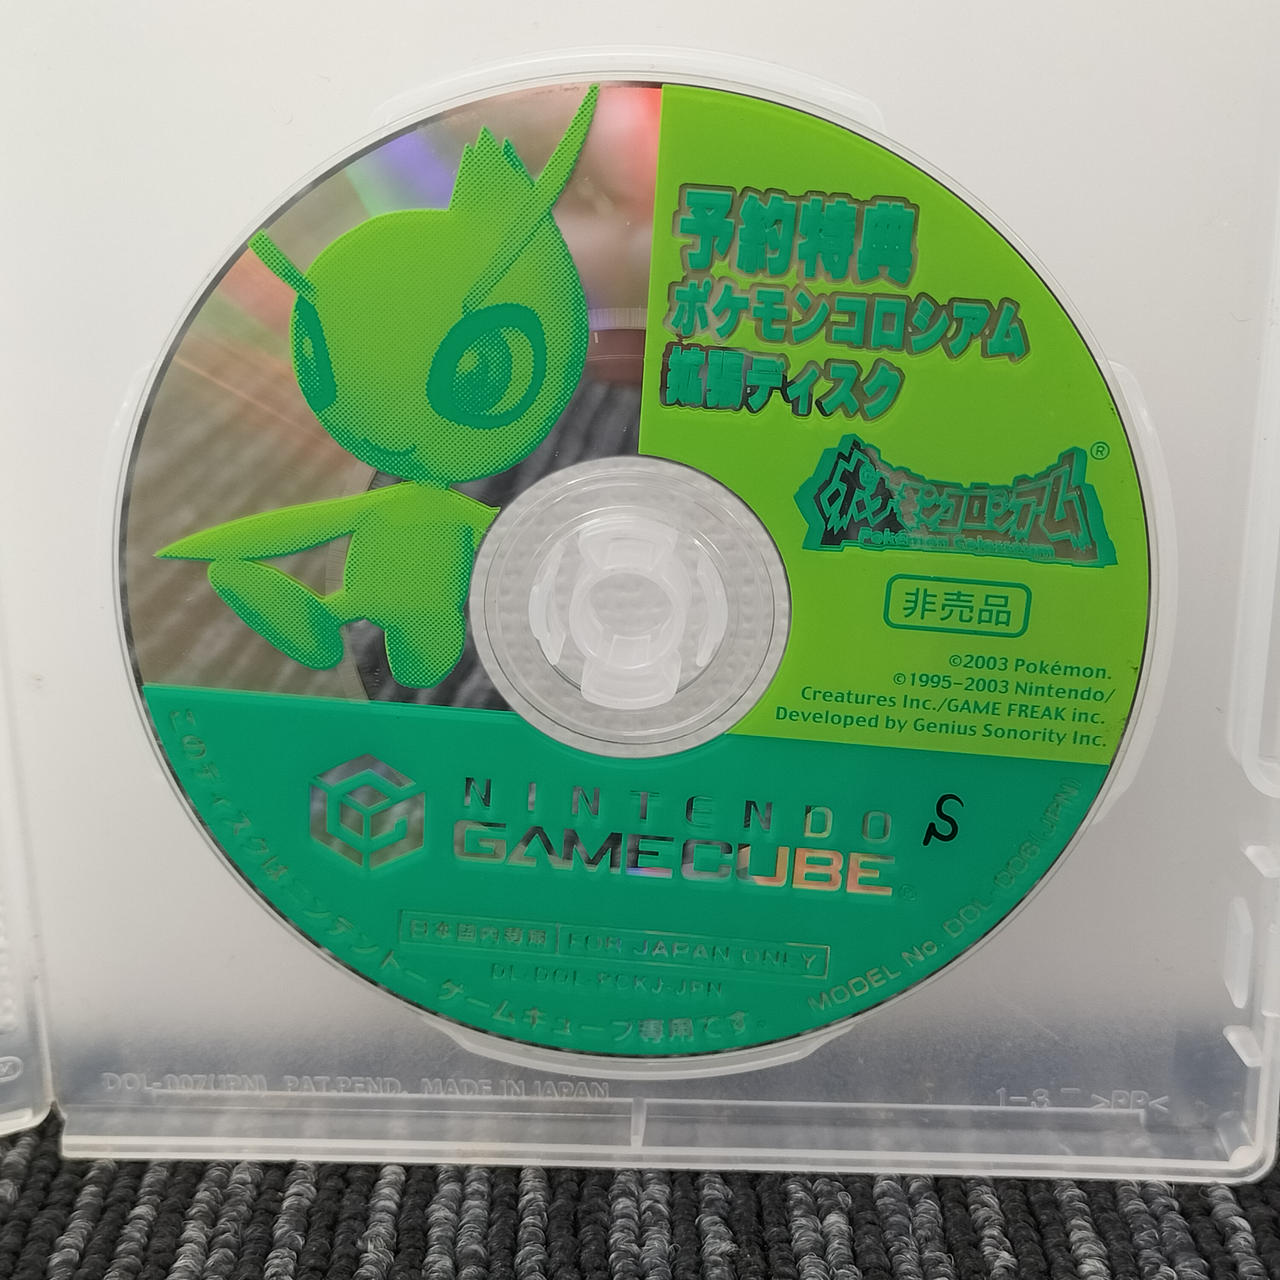 予約特典
ポケモンコロシアム
拡張ディスク
ポケモンコロシアム
Pokémon Colosseum
®
非売品
©2003 Pokémon.
©1995–2003 Nintendo/
Creatures Inc./GAME FREAK inc.
Developed by Genius Sonority Inc.
NINTENDO
GAMECUBE®
S
日本国内専用 FOR JAPAN ONLY
DL-DOL-PCKJ-JPN
このディスクはニンテンドーゲームキューブ専用です。
MODEL No. DOL-006(JPN)
DOL-007(JPN) PAT.PEND. MADE IN JAPAN
1-3 >PP<